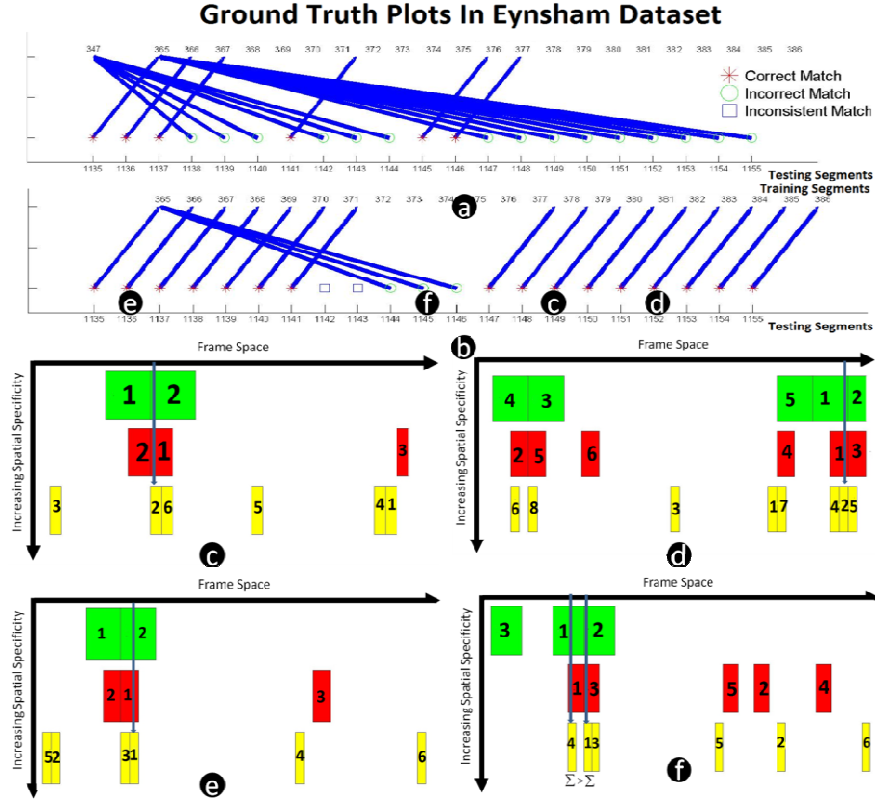 Ground Truth Plots In Eynsham Dataset
347 365 366 367 368 369 370 371 372 373 374 375 376 377 378 379 380 381 382 383 384 385 386
Correct Match
Incorrect Match
Inconsistent Match
1135 1136 1137 1138 1139 1140 1141 1142 1143 1144 1145 1146 1147 1148 1149 1150 1151 1152 1153 1154 1155
Testing Segments
Training Segments
365 366 367 368 369 370 371 372 373 374 375 376 377 378 379 380 381 382 383 384 385 386
a
e f c d
1135 1136 1137 1138 1139 1140 1141 1142 1143 1144 1145 1146 1147 1148 1149 1150 1151 1152 1153 1154 1155
Testing Segments
b
Frame Space
Increasing Spatial Specificity
1 2
2 1 3
3 2 6 5 4 1
c
Frame Space
Increasing Spatial Specificity
4 3 5 1 2
2 5 6 4 1 3
6 8 3 1 7 4 2 5
d
Frame Space
Increasing Spatial Specificity
1 2
2 1 3
5 2 3 1 4 6
e
Frame Space
Increasing Spatial Specificity
3 1 2
1 3 5 2 4
4 1 3 5 2 6
Σ > Σ
f